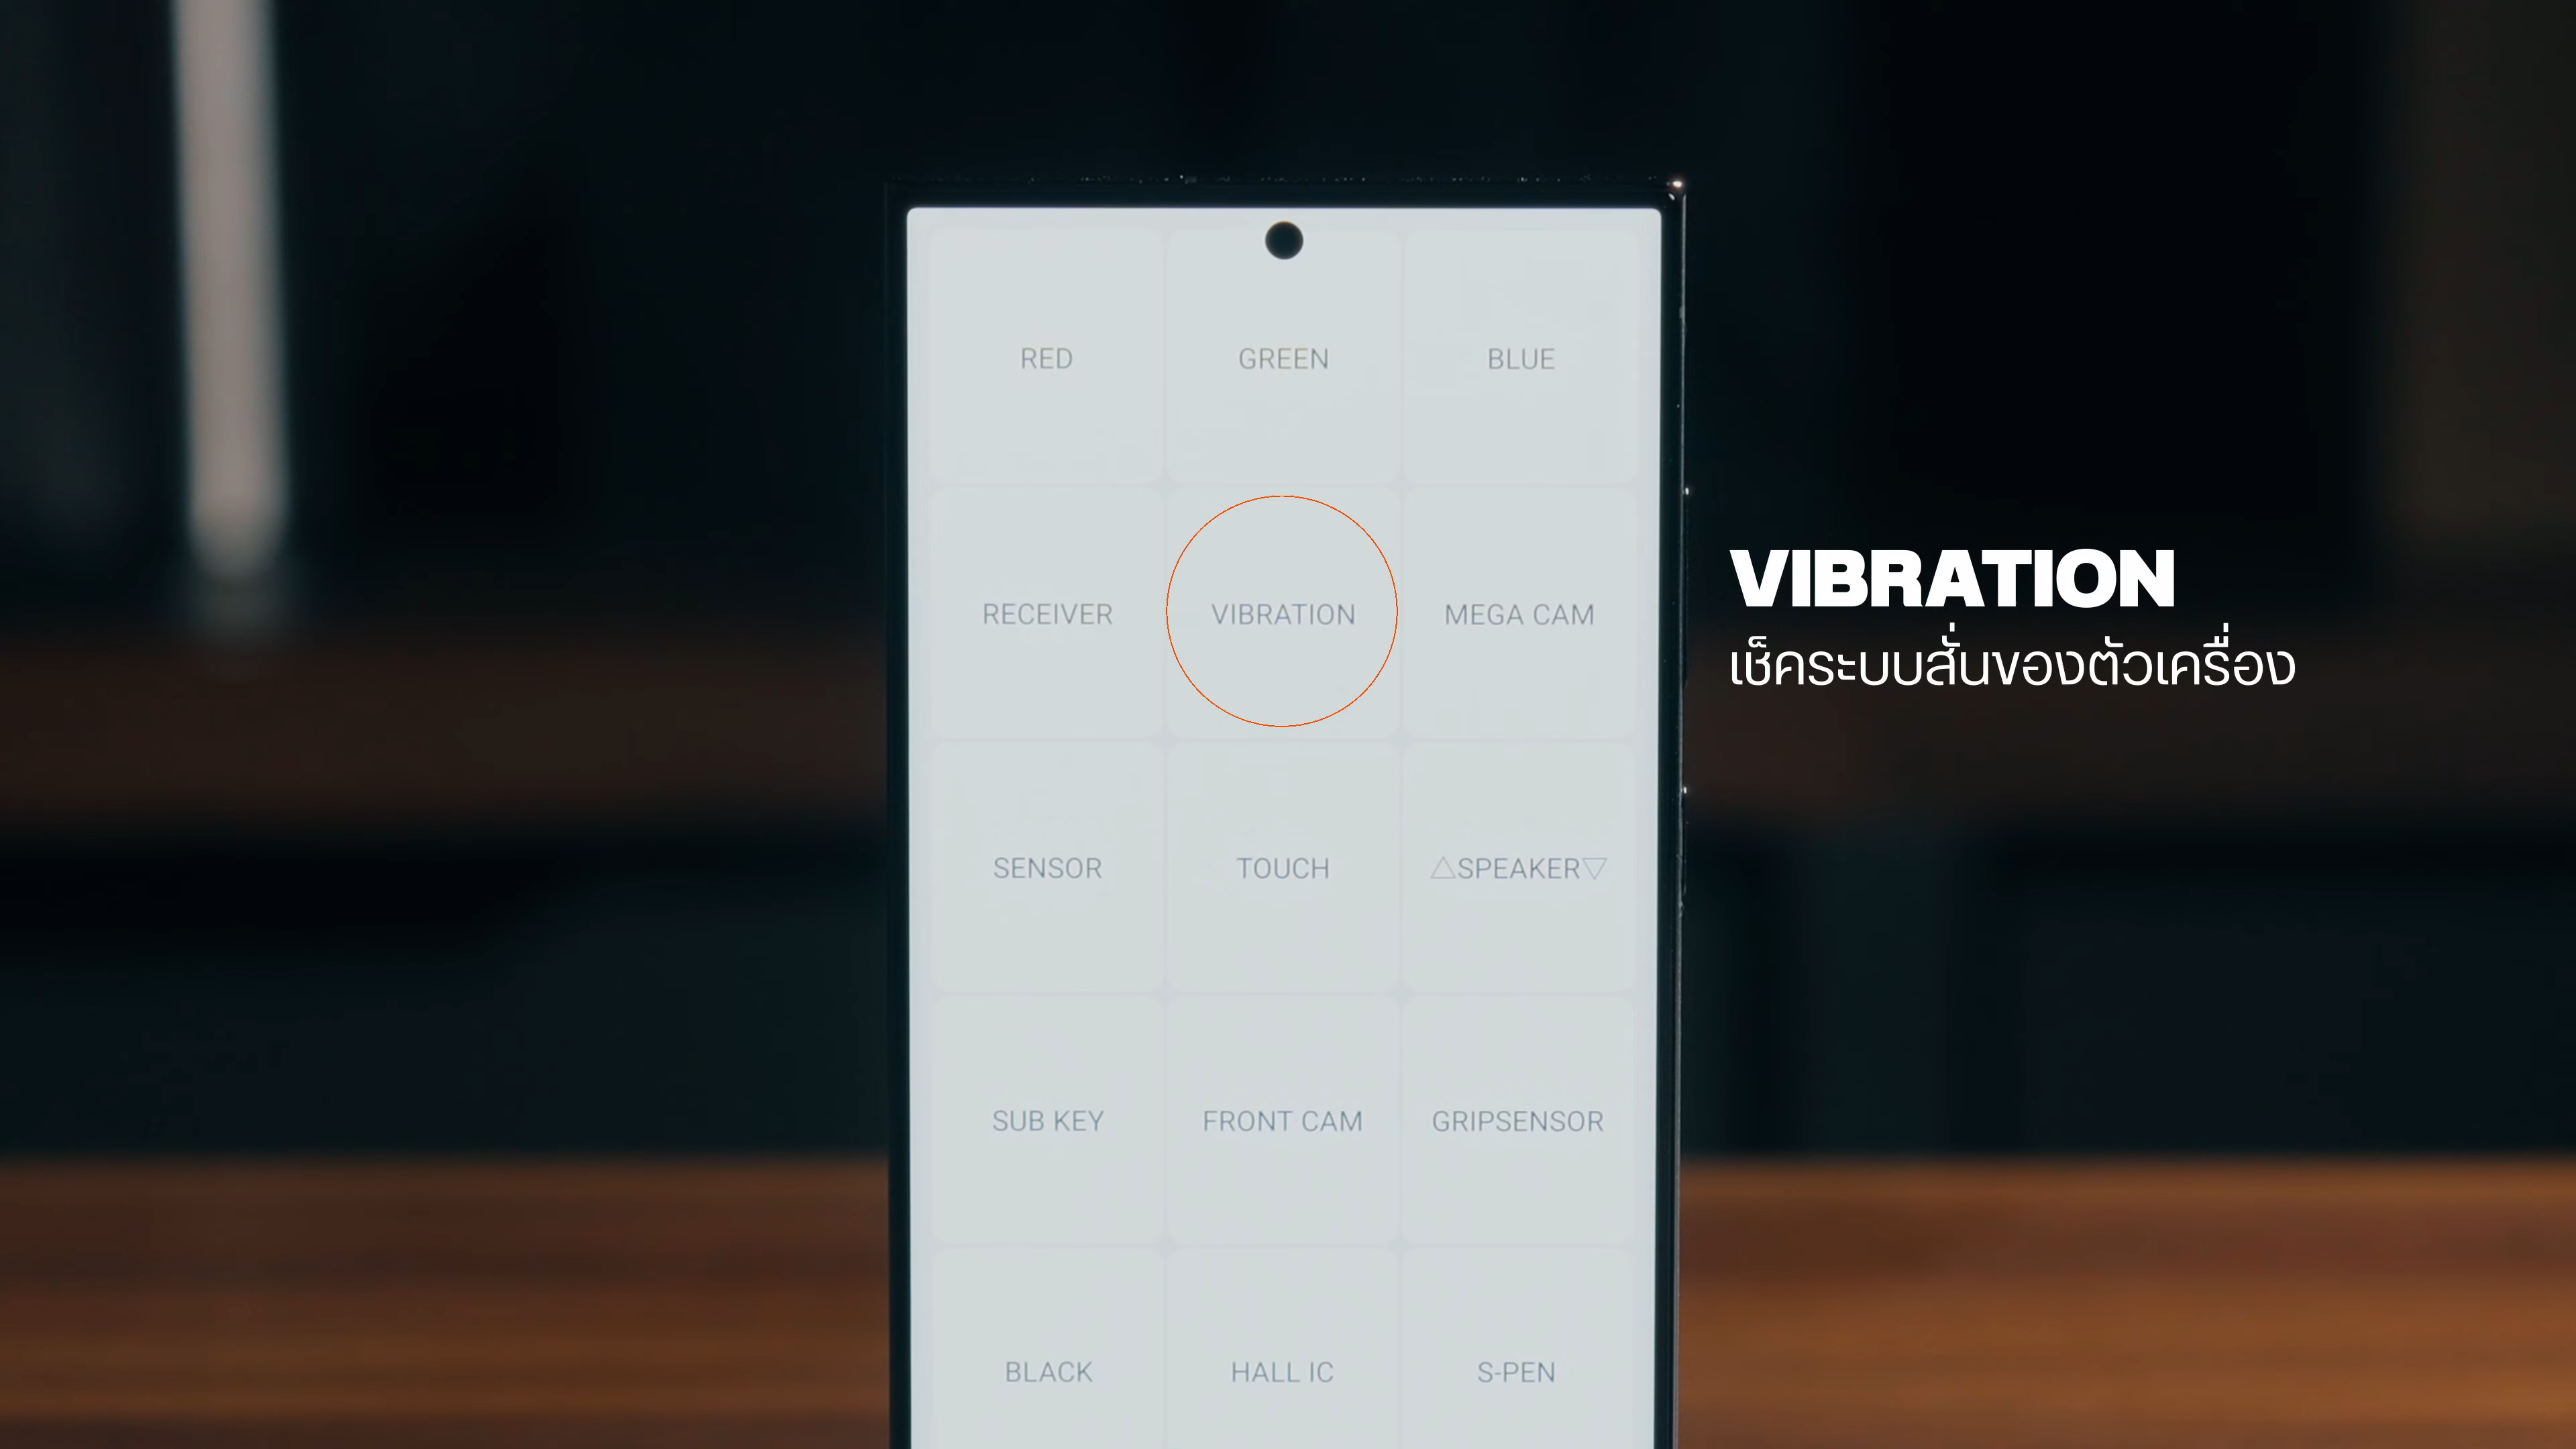 RED GREEN BLUE
RECEIVER VIBRATION MEGA CAM
SENSOR TOUCH △SPEAKER▽
SUB KEY FRONT CAM GRIPSENSOR
BLACK HALL IC S-PEN
VIBRATION
เช็คระบบสั่นของตัวเครื่อง